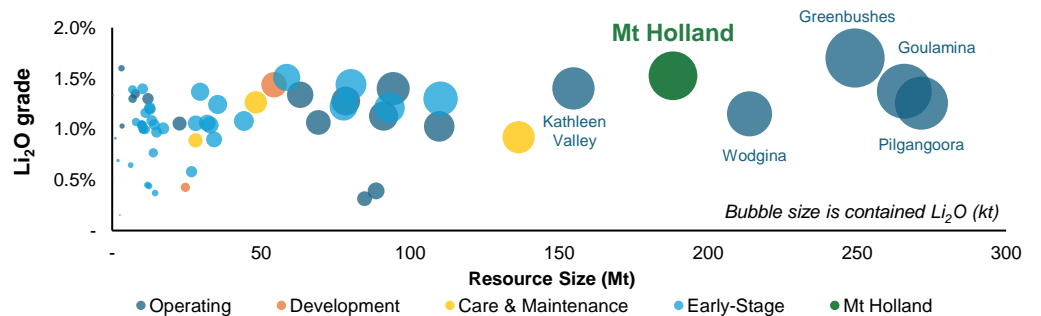 Greenbushes
2.0%
Mt Holland
Goulamina
1.5%
Li₂O grade
1.0%
Kathleen
Valley
Wodgina
Pilgangoora
0.5%
Bubble size is contained Li₂O (kt)
-
- 50 100 150 200 250 300
Resource Size (Mt)
Operating Development Care & Maintenance Early-Stage Mt Holland